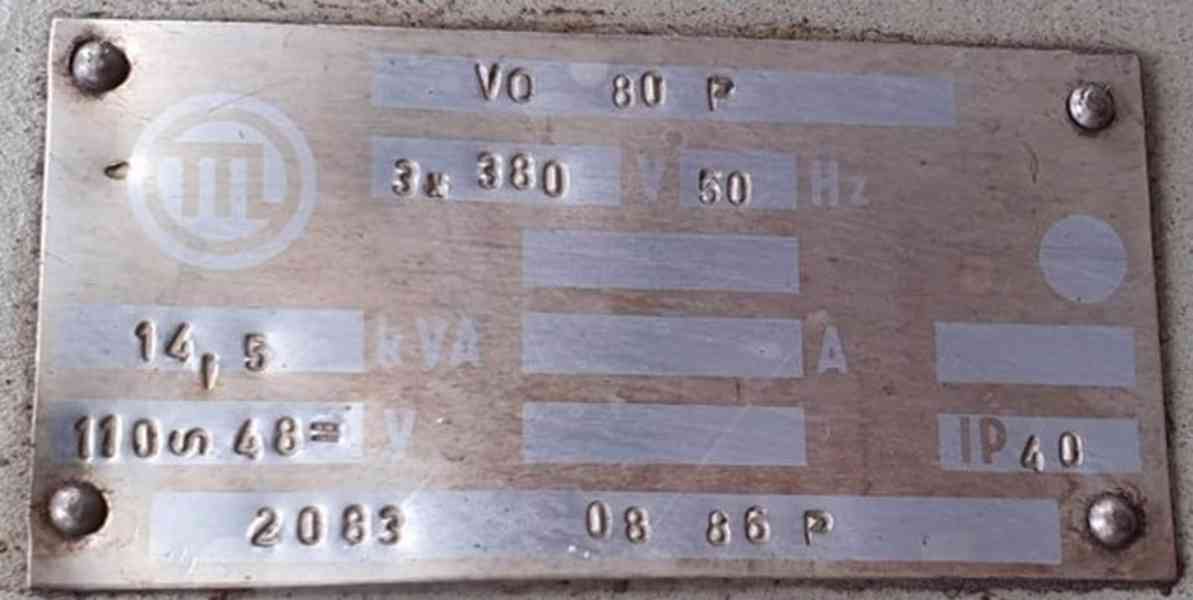 VO 80 P
3x 380 V 50 Hz
14,5 kVA A
110 ~ 48= V IP 40
2083 08 86 P